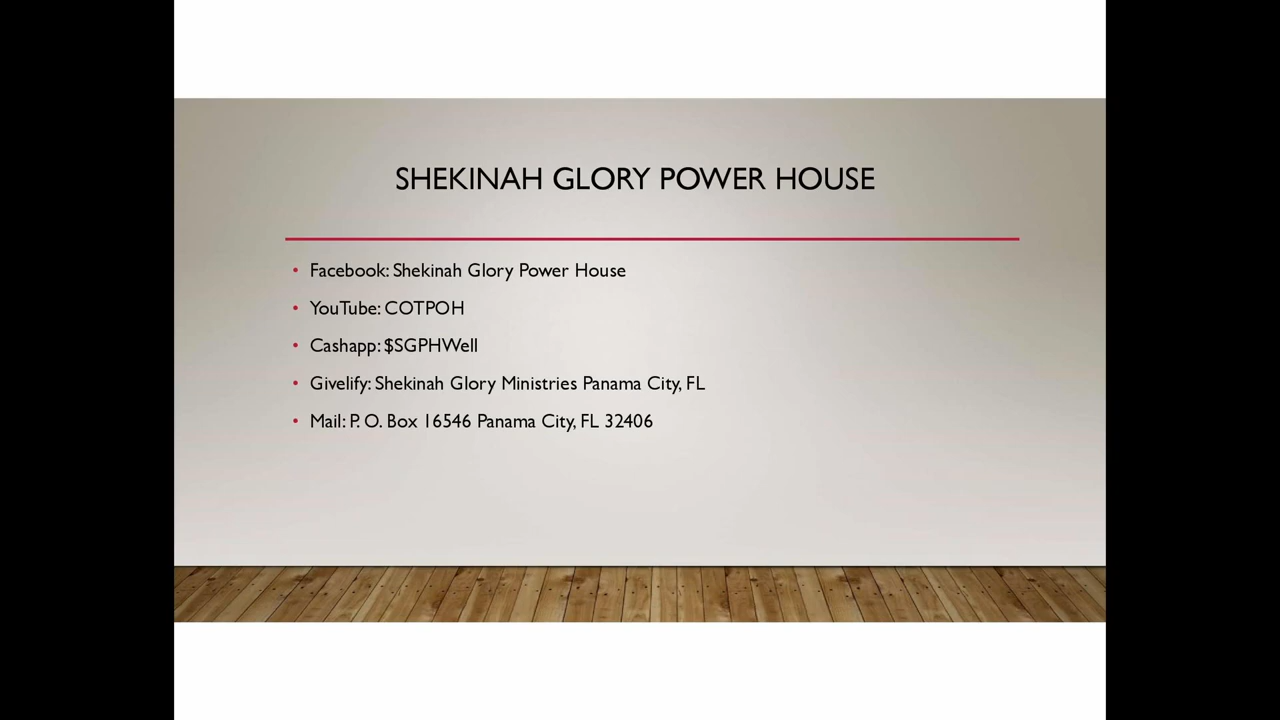 SHEKINAH GLORY POWER HOUSE
• Facebook: Shekinah Glory Power House
• YouTube: COTPOH
• Cashapp: $SGPHWell
• Givelify: Shekinah Glory Ministries Panama City, FL
• Mail: P. O. Box 16546 Panama City, FL 32406